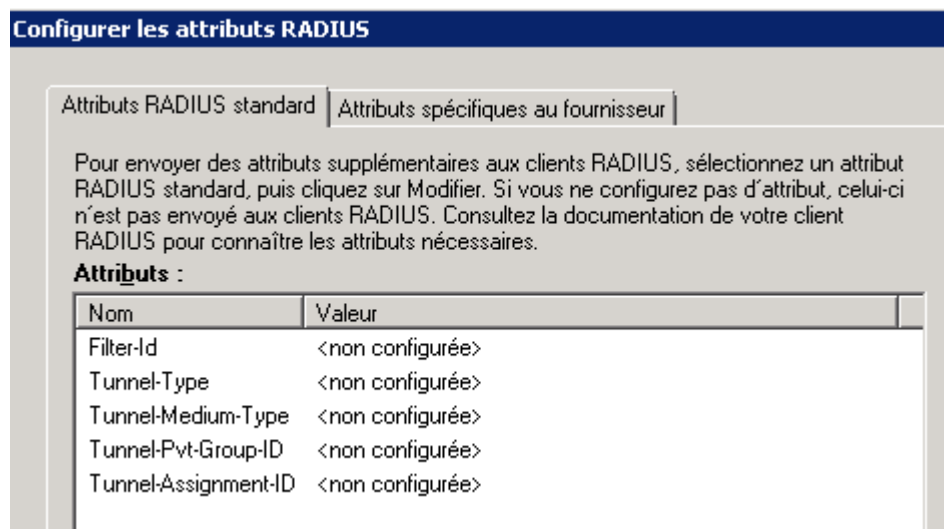 Configurer les attributs RADIUS
Attributs RADIUS standard
Attributs spécifiques au fournisseur
Pour envoyer des attributs supplémentaires aux clients RADIUS, sélectionnez un attribut
RADIUS standard, puis cliquez sur Modifier. Si vous ne configurez pas d´attribut, celui-ci
n´est pas envoyé aux clients RADIUS. Consultez la documentation de votre client
RADIUS pour connaître les attributs nécessaires.
Attributs :
Nom Valeur
Filter-Id <non configurée>
Tunnel-Type <non configurée>
Tunnel-Medium-Type <non configurée>
Tunnel-Pvt-Group-ID <non configurée>
Tunnel-Assignment-ID <non configurée>